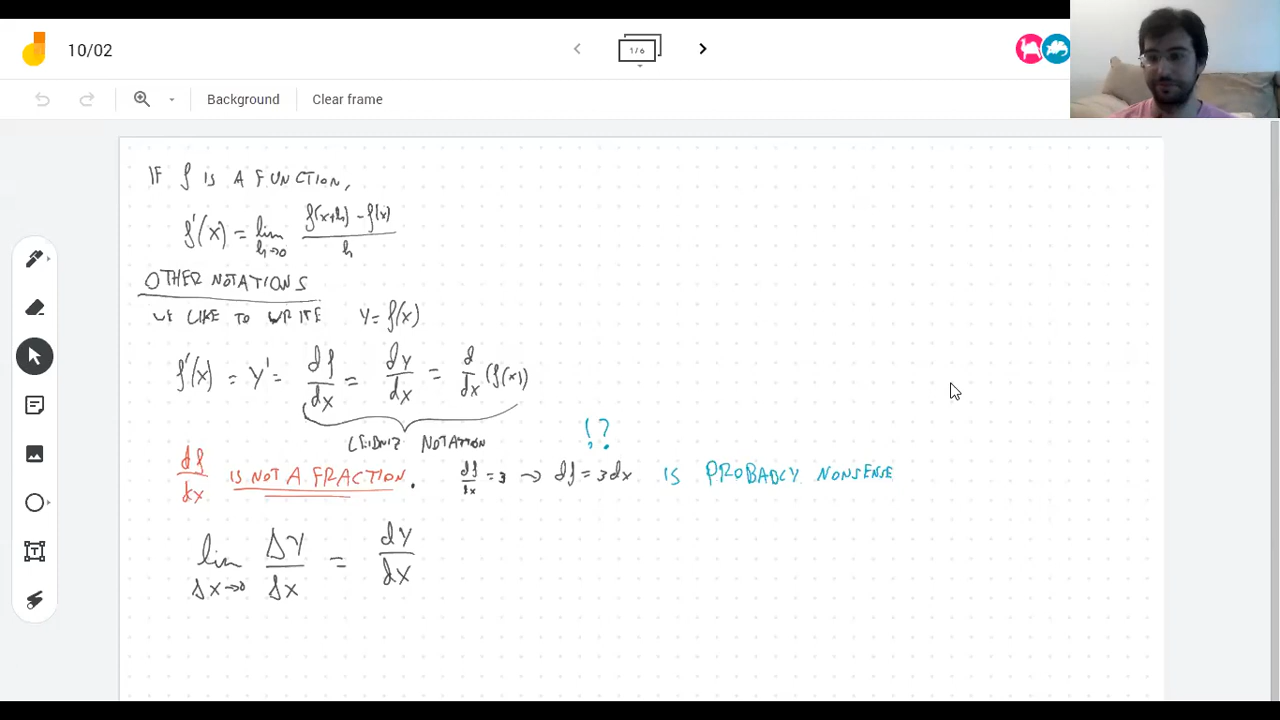 10/02
1/6
Background
Clear frame
IF f IS A FUNCTION,
f'(x) = lim h→0 f(x+h) - f(x) / h
OTHER NOTATIONS
WE LIKE TO WRITE y = f(x)
f'(x) = y' = df/dx = dy/dx = d/dx (f(x))
LEIBNIZ NOTATION
!?
df/dx IS NOT A FRACTION. df/dx = 3 → df = 3dx IS PROBABLY NONSENSE
lim Δx→0 Δy/Δx = dy/dx